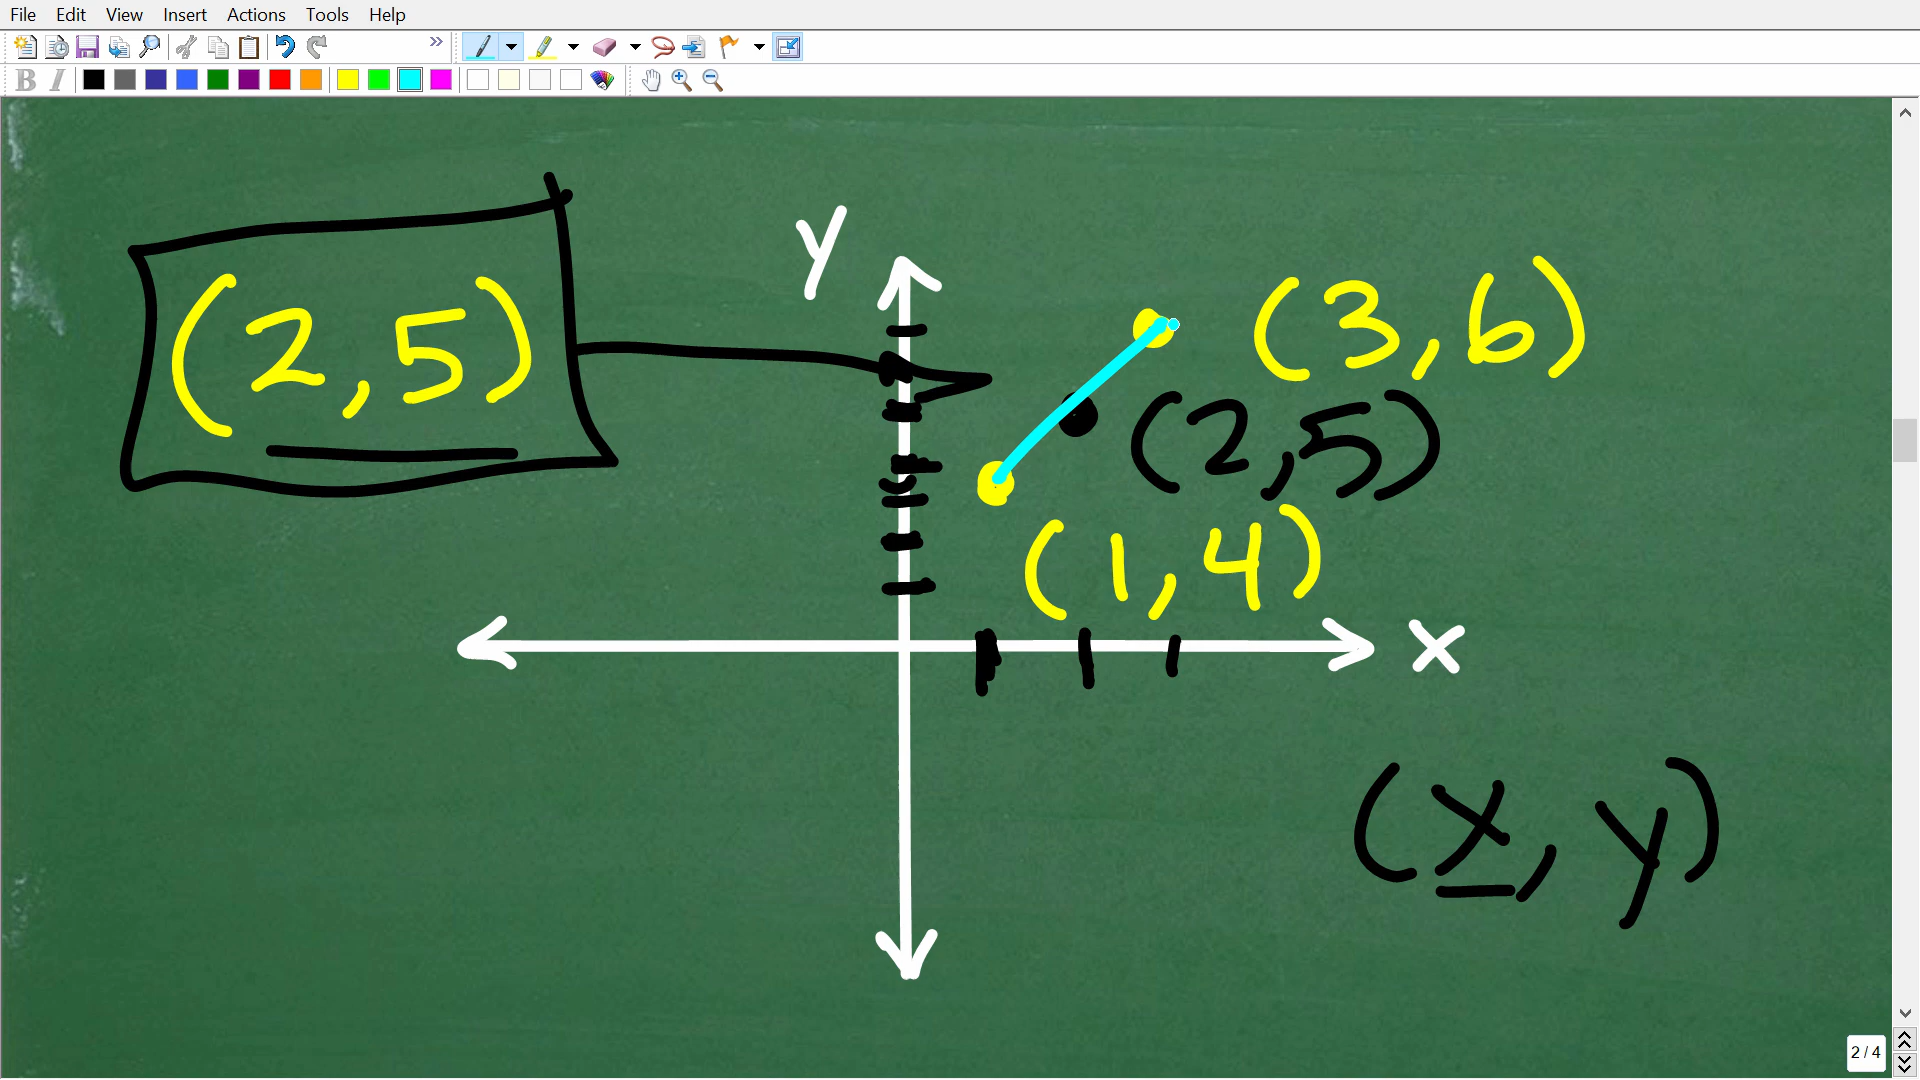 File Edit View Insert Actions Tools Help
B I
y
(2,5)
(3,6)
(2,5)
(1,4)
x
(x, y)
2 / 4